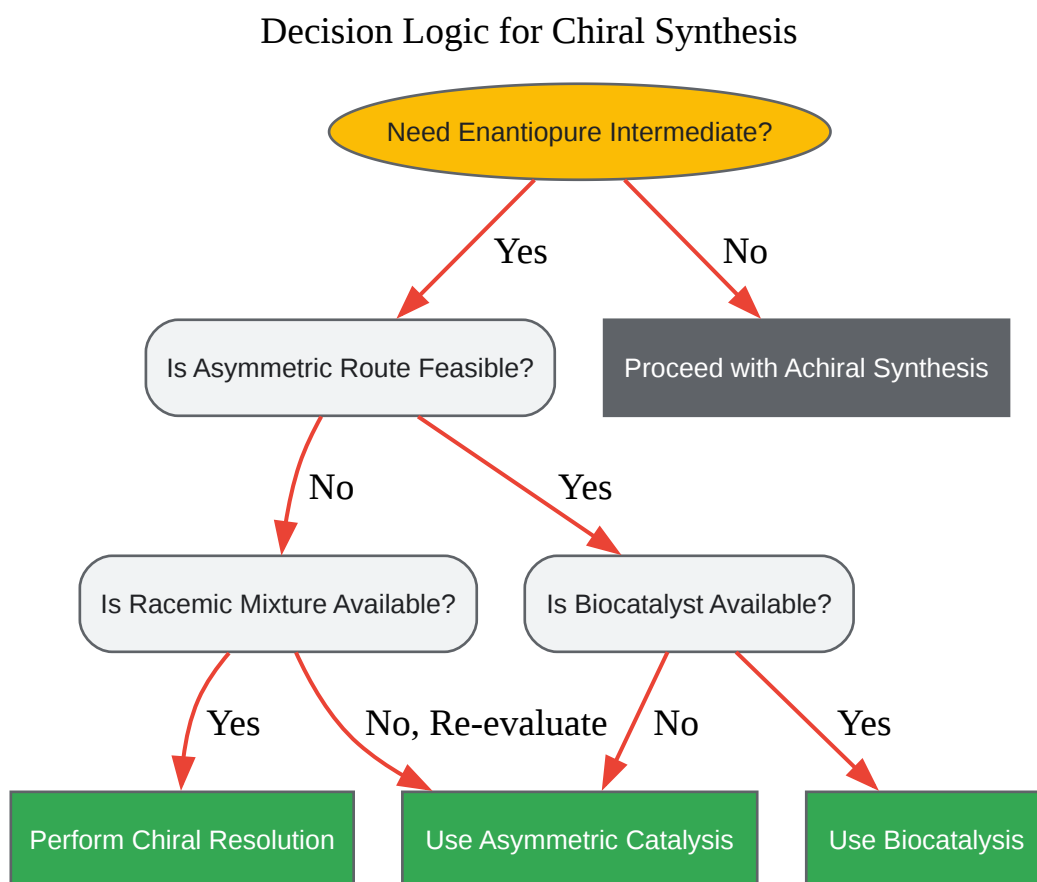 Decision Logic for Chiral Synthesis
Need Enantiopure Intermediate?
Yes
No
Is Asymmetric Route Feasible?
Proceed with Achiral Synthesis
No
Yes
Is Racemic Mixture Available?
Is Biocatalyst Available?
Yes
No, Re-evaluate
No
Yes
Perform Chiral Resolution
Use Asymmetric Catalysis
Use Biocatalysis